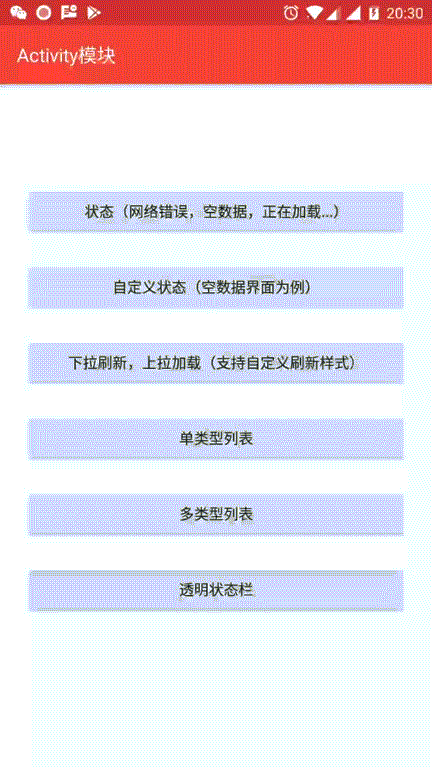 20:30
Activity模块
状态（网络错误，空数据，正在加载...）
自定义状态（空数据界面为例）
下拉刷新，上拉加载（支持自定义刷新样式）
单类型列表
多类型列表
透明状态栏